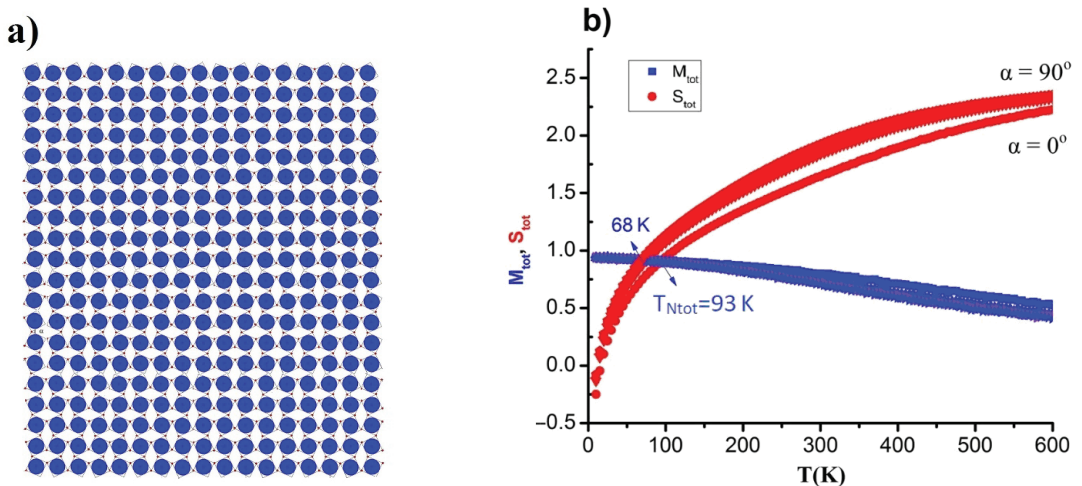 a)
b)
M_tot
S_tot
α = 90°
α = 0°
68 K
T_Ntot=93 K
M_tot, S_tot
2.5
2.0
1.5
1.0
0.5
0.0
−0.5
0
100
200
300
400
500
600
T(K)